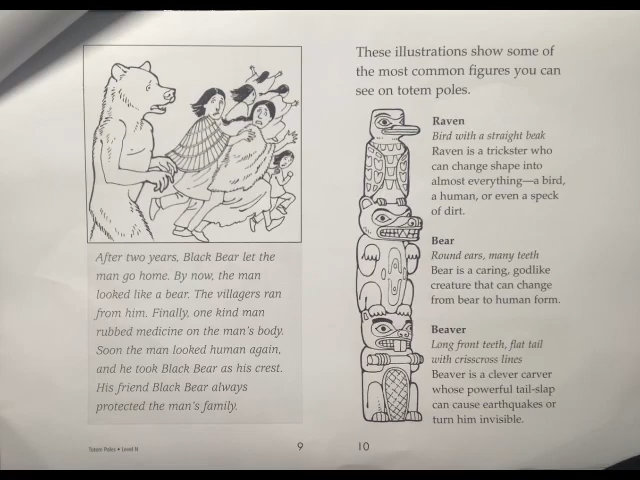 After two years, Black Bear let the
man go home. By now, the man
looked like a bear. The villagers ran
from him. Finally, one kind man
rubbed medicine on the man's body.
Soon the man looked human again,
and he took Black Bear as his crest.
His friend Black Bear always
protected the man's family.
Totem Poles • Level N
9
These illustrations show some of
the most common figures you can
see on totem poles.
Raven
Bird with a straight beak
Raven is a trickster who
can change shape into
almost everything—a bird,
a human, or even a speck
of dirt.
Bear
Round ears, many teeth
Bear is a caring, godlike
creature that can change
from bear to human form.
Beaver
Long front teeth, flat tail
with crisscross lines
Beaver is a clever carver
whose powerful tail-slap
can cause earthquakes or
turn him invisible.
10